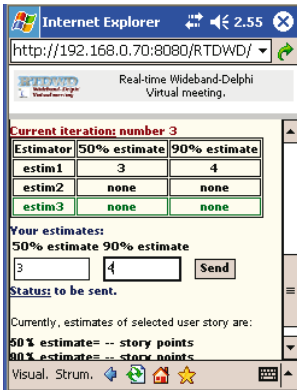 Internet Explorer 2.55
http://192.168.0.70:8080/RTDWD/
RTDWD Real-time Wideband-Delphi
Wideband-Delphi Virtual meeting.
Current iteration: number 3
Estimator 50% estimate 90% estimate
estim1 3 4
estim2 none none
estim3 none none
Your estimates:
50% estimate 90% estimate
3 4 Send
Status: to be sent.
Currently, estimates of selected user story are:
50% estimate= -- story points
90% estimate= -- story points
Visual. Strum.